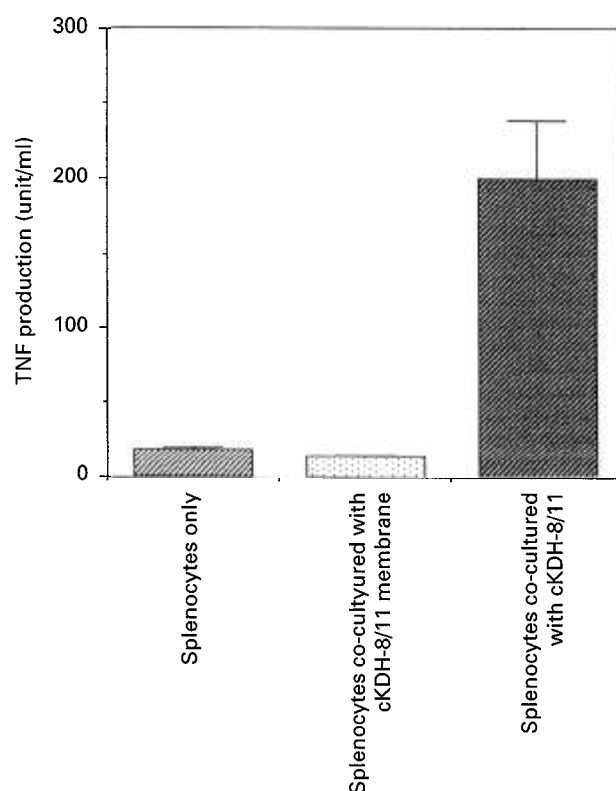 300
200
100
0
TNF production (unit/ml)
Splenocytes only
Splenocytes co-cultyured with
cKDH-8/11 membrane
Splenocytes co-cultured
with cKDH-8/11